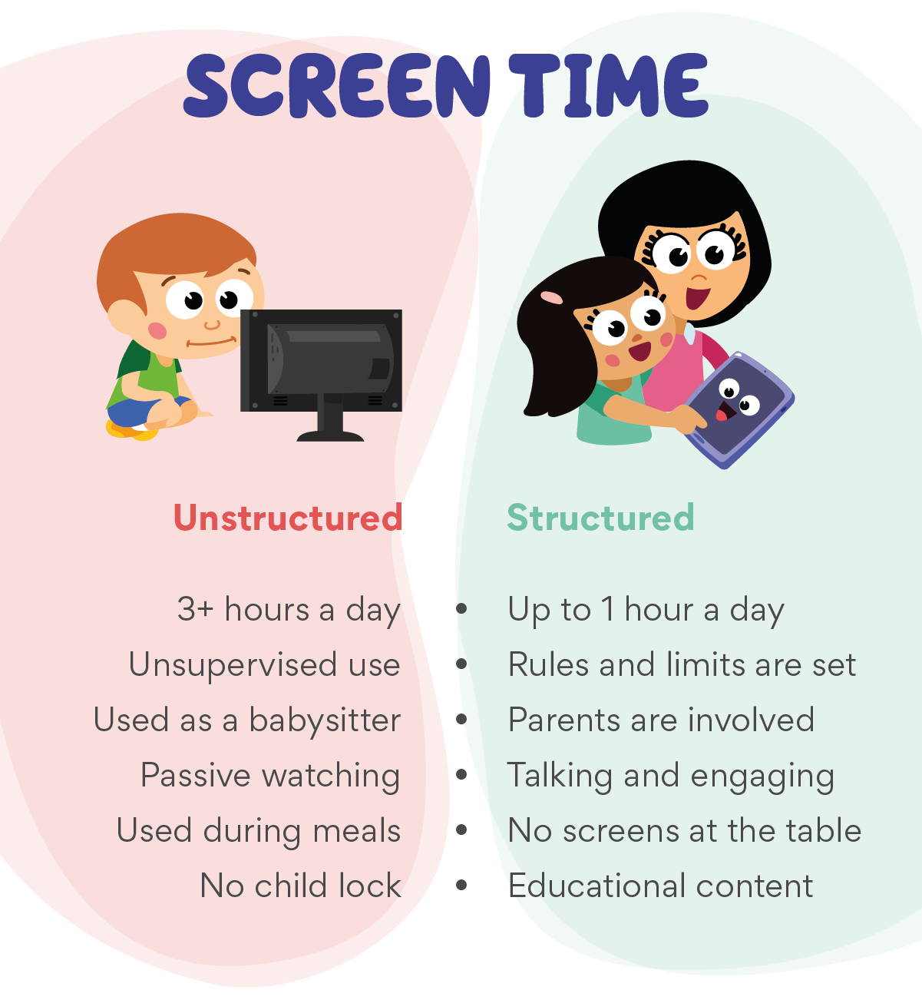 SCREEN TIME
Unstructured
3+ hours a day
Unsupervised use
Used as a babysitter
Passive watching
Used during meals
No child lock
Structured
• Up to 1 hour a day
• Rules and limits are set
• Parents are involved
• Talking and engaging
• No screens at the table
• Educational content